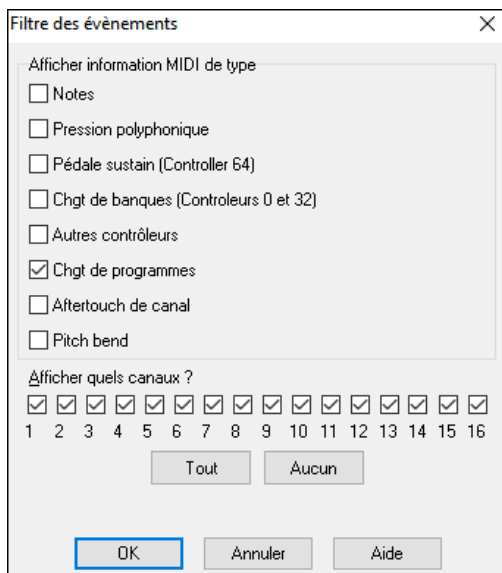 Filtre des évènements
Afficher information MIDI de type
Notes
Pression polyphonique
Pédale sustain (Controller 64)
Chgt de banques (Controleurs 0 et 32)
Autres contrôleurs
Chgt de programmes
Aftertouch de canal
Pitch bend
Afficher quels canaux ?
1 2 3 4 5 6 7 8 9 10 11 12 13 14 15 16
Tout Aucun
OK Annuler Aide